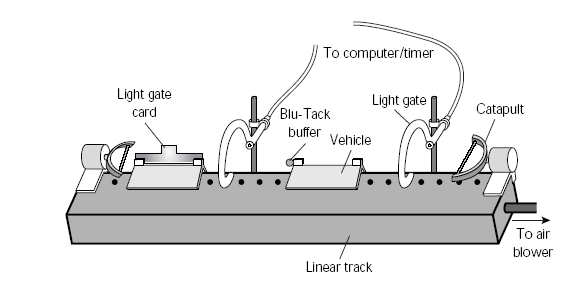 To computer/timer
Light gate
card
Blu-Tack
buffer
Vehicle
Light gate
Catapult
To air
blower
Linear track